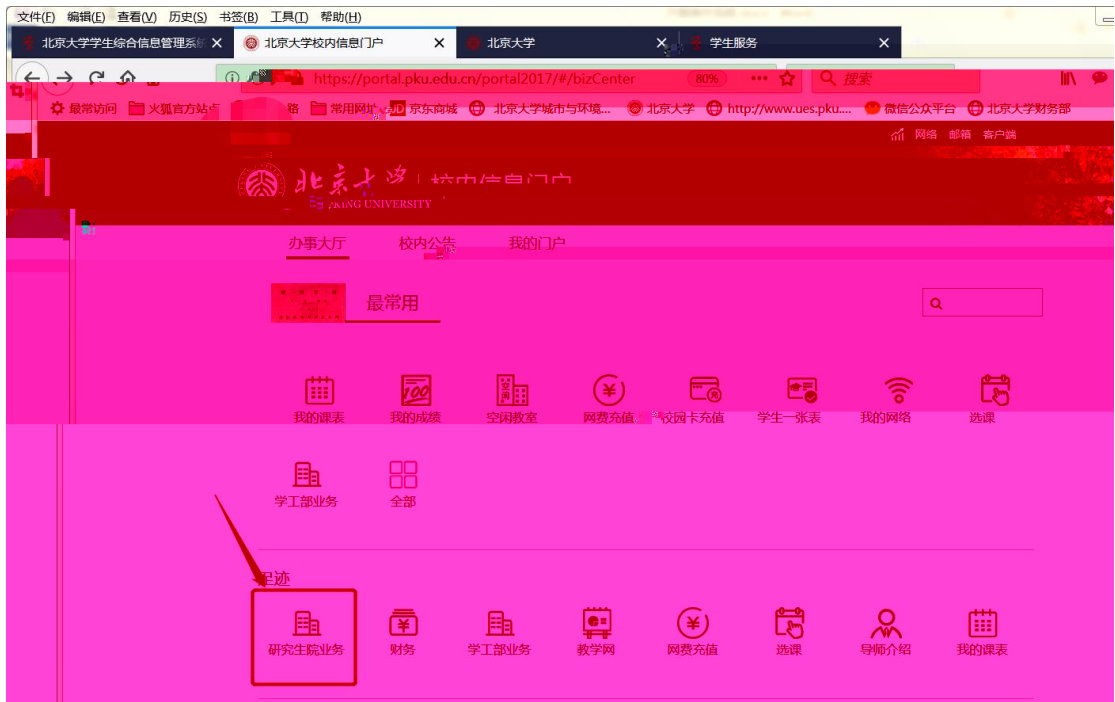 文件(F) 编辑(E) 查看(V) 历史(S) 书签(B) 工具(T) 帮助(H)
北京大学学生综合信息管理系统 北京大学校内信息门户 北京大学 学生服务
https://portal.pku.edu.cn/portal2017/#/bizCenter 80% 搜索
最常访问 火狐官方站点 常用网址 JD 京东商城 北京大学城市与环境... 北京大学 http://www.ues.pku.... 微信公众平台 北京大学财务部
网络 邮箱 客户端
北京大学 校内信息门户
UNIVERSITY
办事大厅 校内公告 我的门户
最常用
我的课表 我的成绩 空闲教室 网费充值 校园卡充值 学生一张表 我的网络 选课
学工部业务 全部
足迹
研究生院业务 财务 学工部业务 教学网 网费充值 选课 导师介绍 我的课表